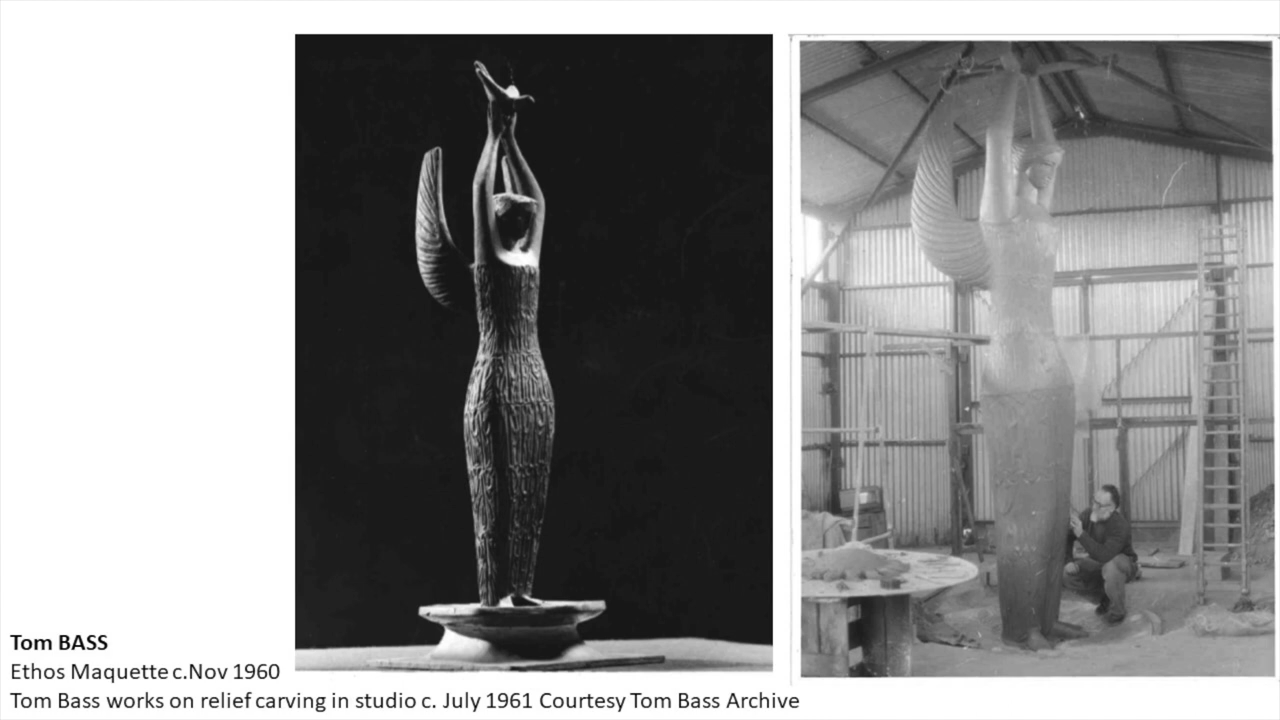 Tom BASS
Ethos Maquette c.Nov 1960
Tom Bass works on relief carving in studio c. July 1961 Courtesy Tom Bass Archive